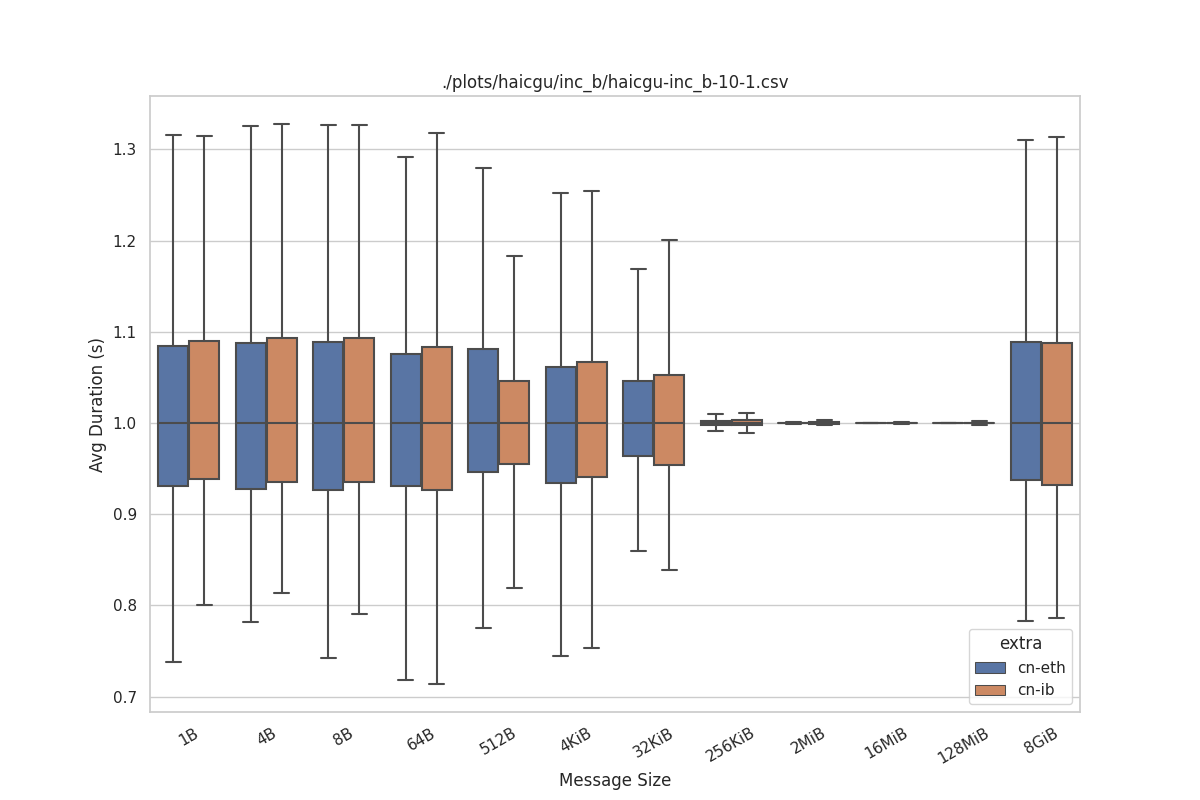 ./plots/haicgu/inc_b/haicgu-inc_b-10-1.csv
Avg Duration (s)
1.3
1.2
1.1
1.0
0.9
0.8
0.7
extra
cn-eth
cn-ib
1B 4B 8B 64B 512B 4KiB 32KiB 256KiB 2MiB 16MiB 128MiB 8GiB
Message Size